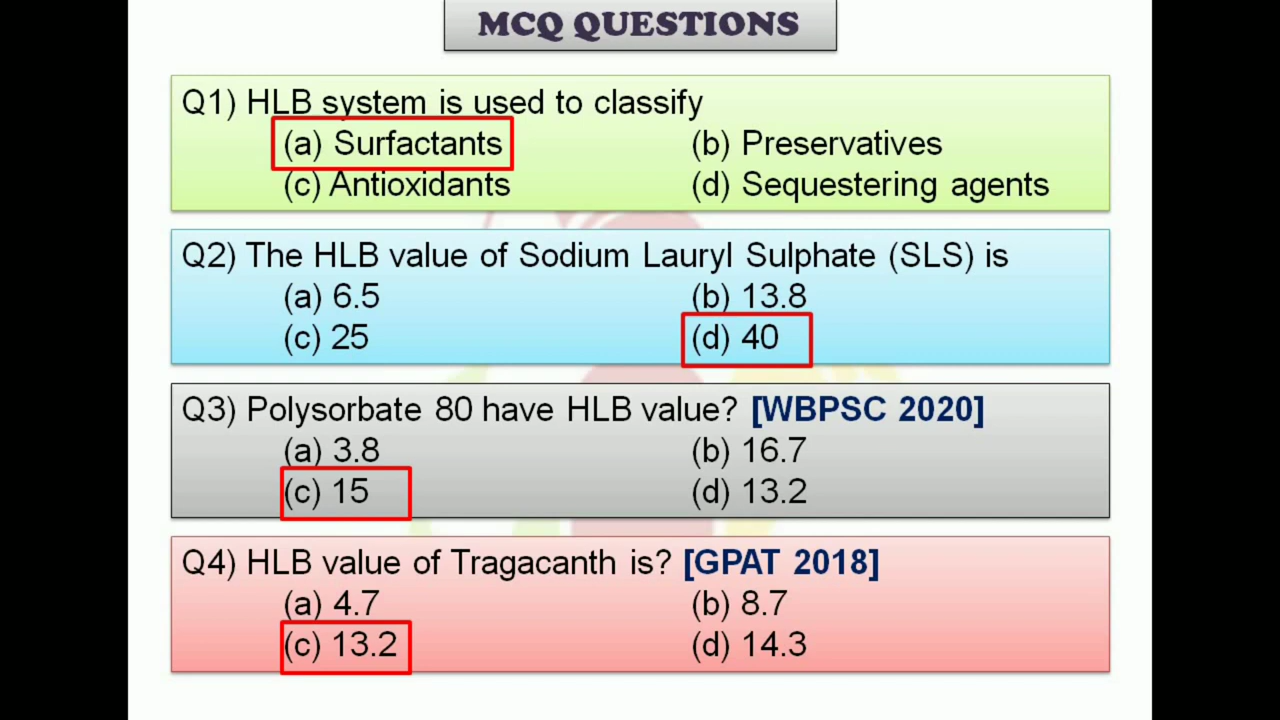 MCQ QUESTIONS
Q1) HLB system is used to classify
(a) Surfactants (b) Preservatives
(c) Antioxidants (d) Sequestering agents
Q2) The HLB value of Sodium Lauryl Sulphate (SLS) is
(a) 6.5 (b) 13.8
(c) 25 (d) 40
Q3) Polysorbate 80 have HLB value? [WBPSC 2020]
(a) 3.8 (b) 16.7
(c) 15 (d) 13.2
Q4) HLB value of Tragacanth is? [GPAT 2018]
(a) 4.7 (b) 8.7
(c) 13.2 (d) 14.3